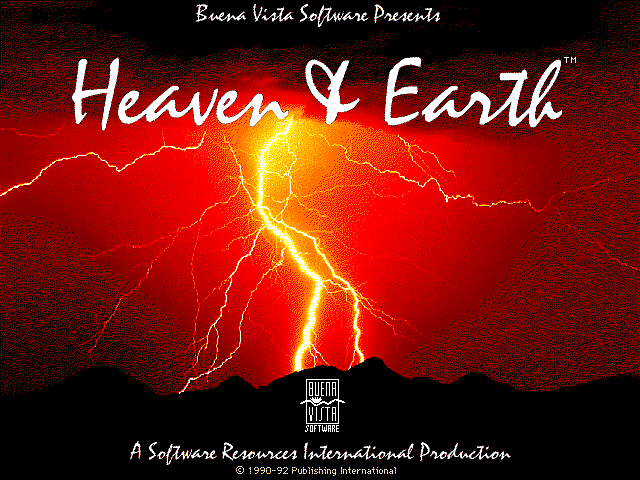 Buena Vista Software Presents
Heaven & Earth™
BUENA
VISTA
SOFTWARE
A Software Resources International Production
© 1990-92 Publishing International